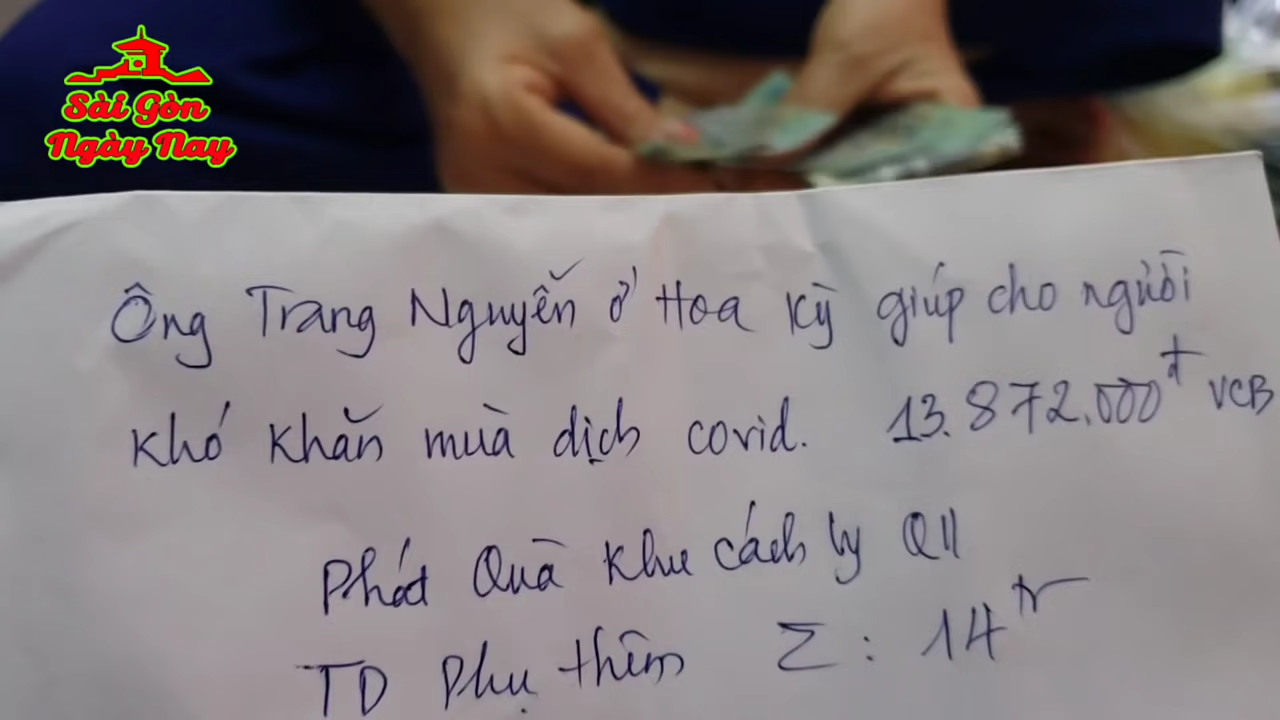 Sài Gòn
Ngày Nay
Ông Trang Nguyễn ở Hoa Kỳ giúp cho người
khó khăn mùa dịch covid. 13.872.000đ VCB
Phát Quà khu cách ly Q11
TD Phụ thêm Σ: 14tr